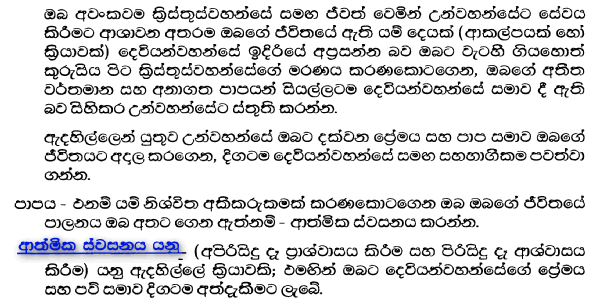 ඔබ අවංකවම ක්‍රිස්තුස්වහන්සේ සමඟ ජීවත් වෙමින් උන්වහන්සේට සේවය
කිරීමට ආශාවන අතරම ඔබගේ ජීවිතයේ ඇති යම් දෙයක් (ආකල්පයක් හෝ
ක්‍රියාවක්) දෙවියන්වහන්සේ ඉදිරියේ අප්‍රසන්න බව ඔබට වැටහී ගියහොත්
කුරුසිය පිට ක්‍රිස්තුස්වහන්සේගේ මරණය කරණකොටගෙන, ඔබගේ අතීත
වර්තමාන සහ අනාගත පාපයන් සියල්ලටම දෙවියන්වහන්සේ සමාව දී ඇති
බව සිහිකර උන්වහන්සේට ස්තූති කරන්න.
ඇදහිල්ලෙන් යුතුව උන්වහන්සේ ඔබට දක්වන ප්‍රේමය සහ පාප සමාව ඔබගේ
ජීවිතයට අදාල කරගෙන, දිගටම දෙවියන්වහන්සේ සමඟ සහභාගීකම පවත්වා
ගන්න.
පාපය - එනම් යම් නිශ්චිත අකීකරුකමක් කරණකොටගෙන ඔබ ඔබගේ ජීවිතයේ
පාලනය ඔබ අතට ගෙන ඇත්නම් - ආත්මික ස්වසනය කරන්න.
ආත්මික ස්වසනය යනු (අපිරිසිදු දෑ ප්‍රාශ්වාසය කිරීම සහ පිරිසිදු දෑ ආශ්වාසය
කිරීම) යනු ඇදහිල්ලේ ක්‍රියාවකි; එමඟින් ඔබට දෙවියන්වහන්සේගේ ප්‍රේමය
සහ පව් සමාව දිගටම අත්දැකීමට ලැබේ.